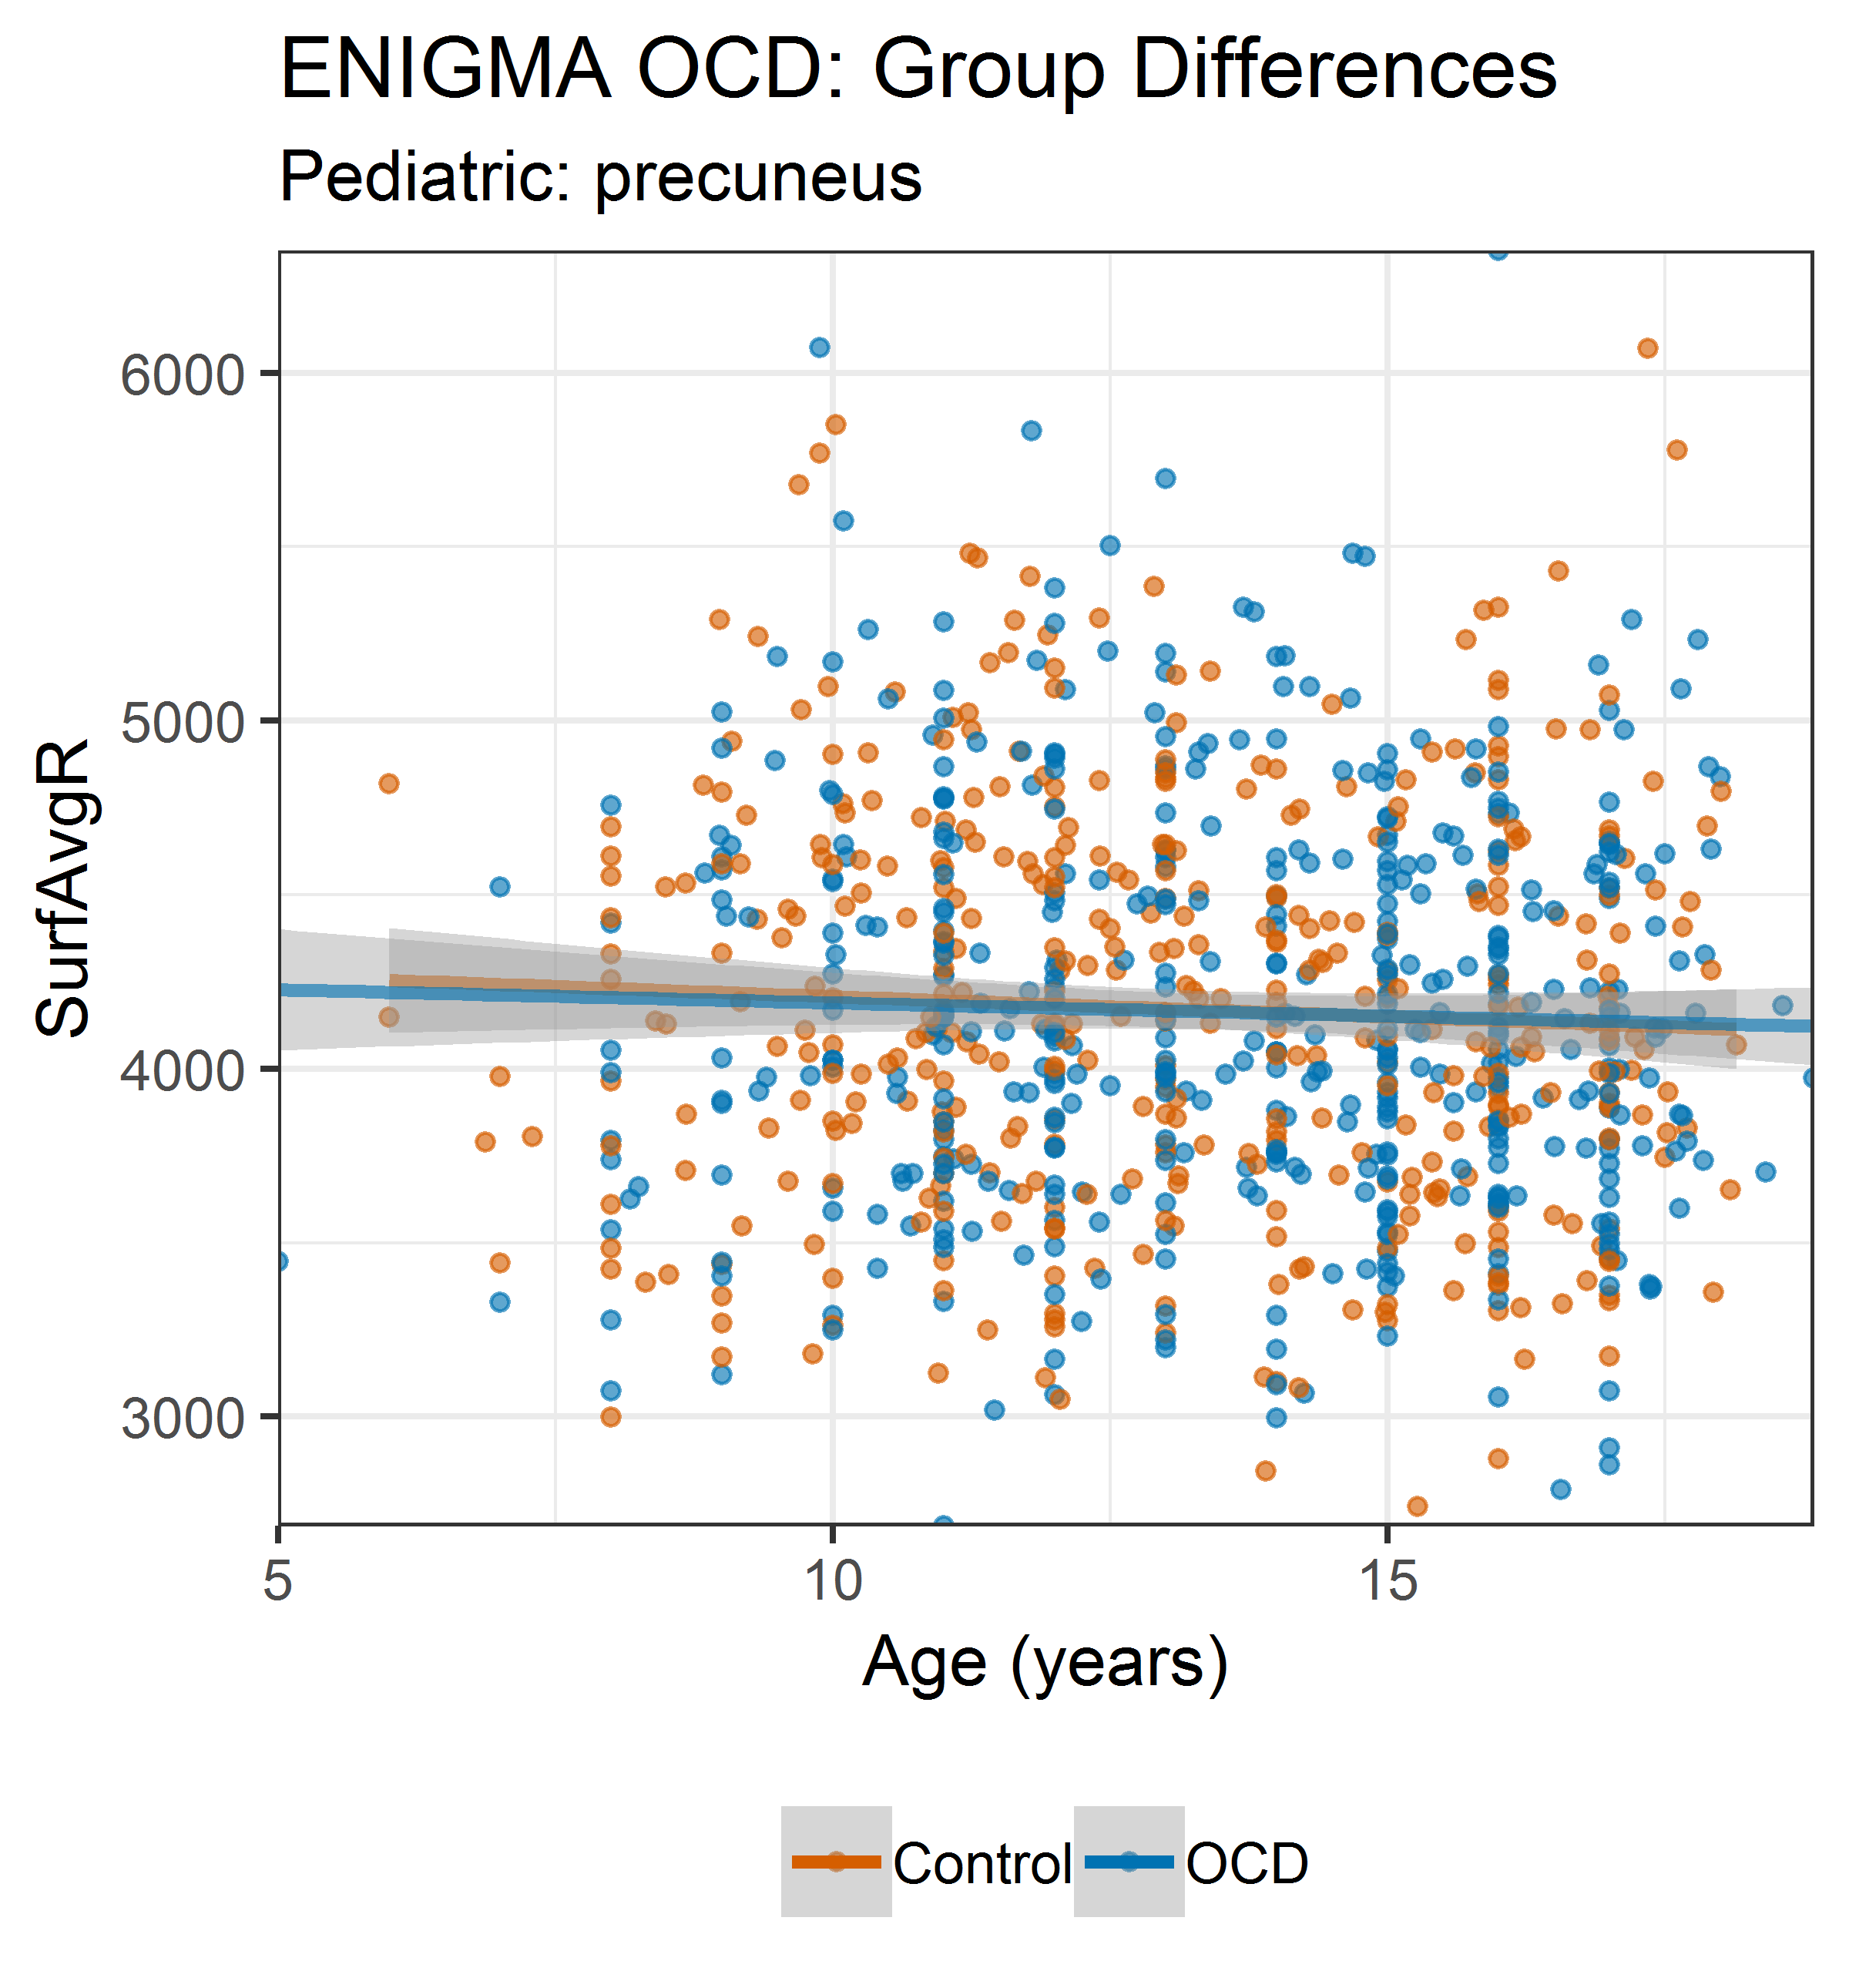 ENIGMA OCD: Group Differences
Pediatric: precuneus
SurfAvgR
6000
5000
4000
3000
5 10 15
Age (years)
Control OCD